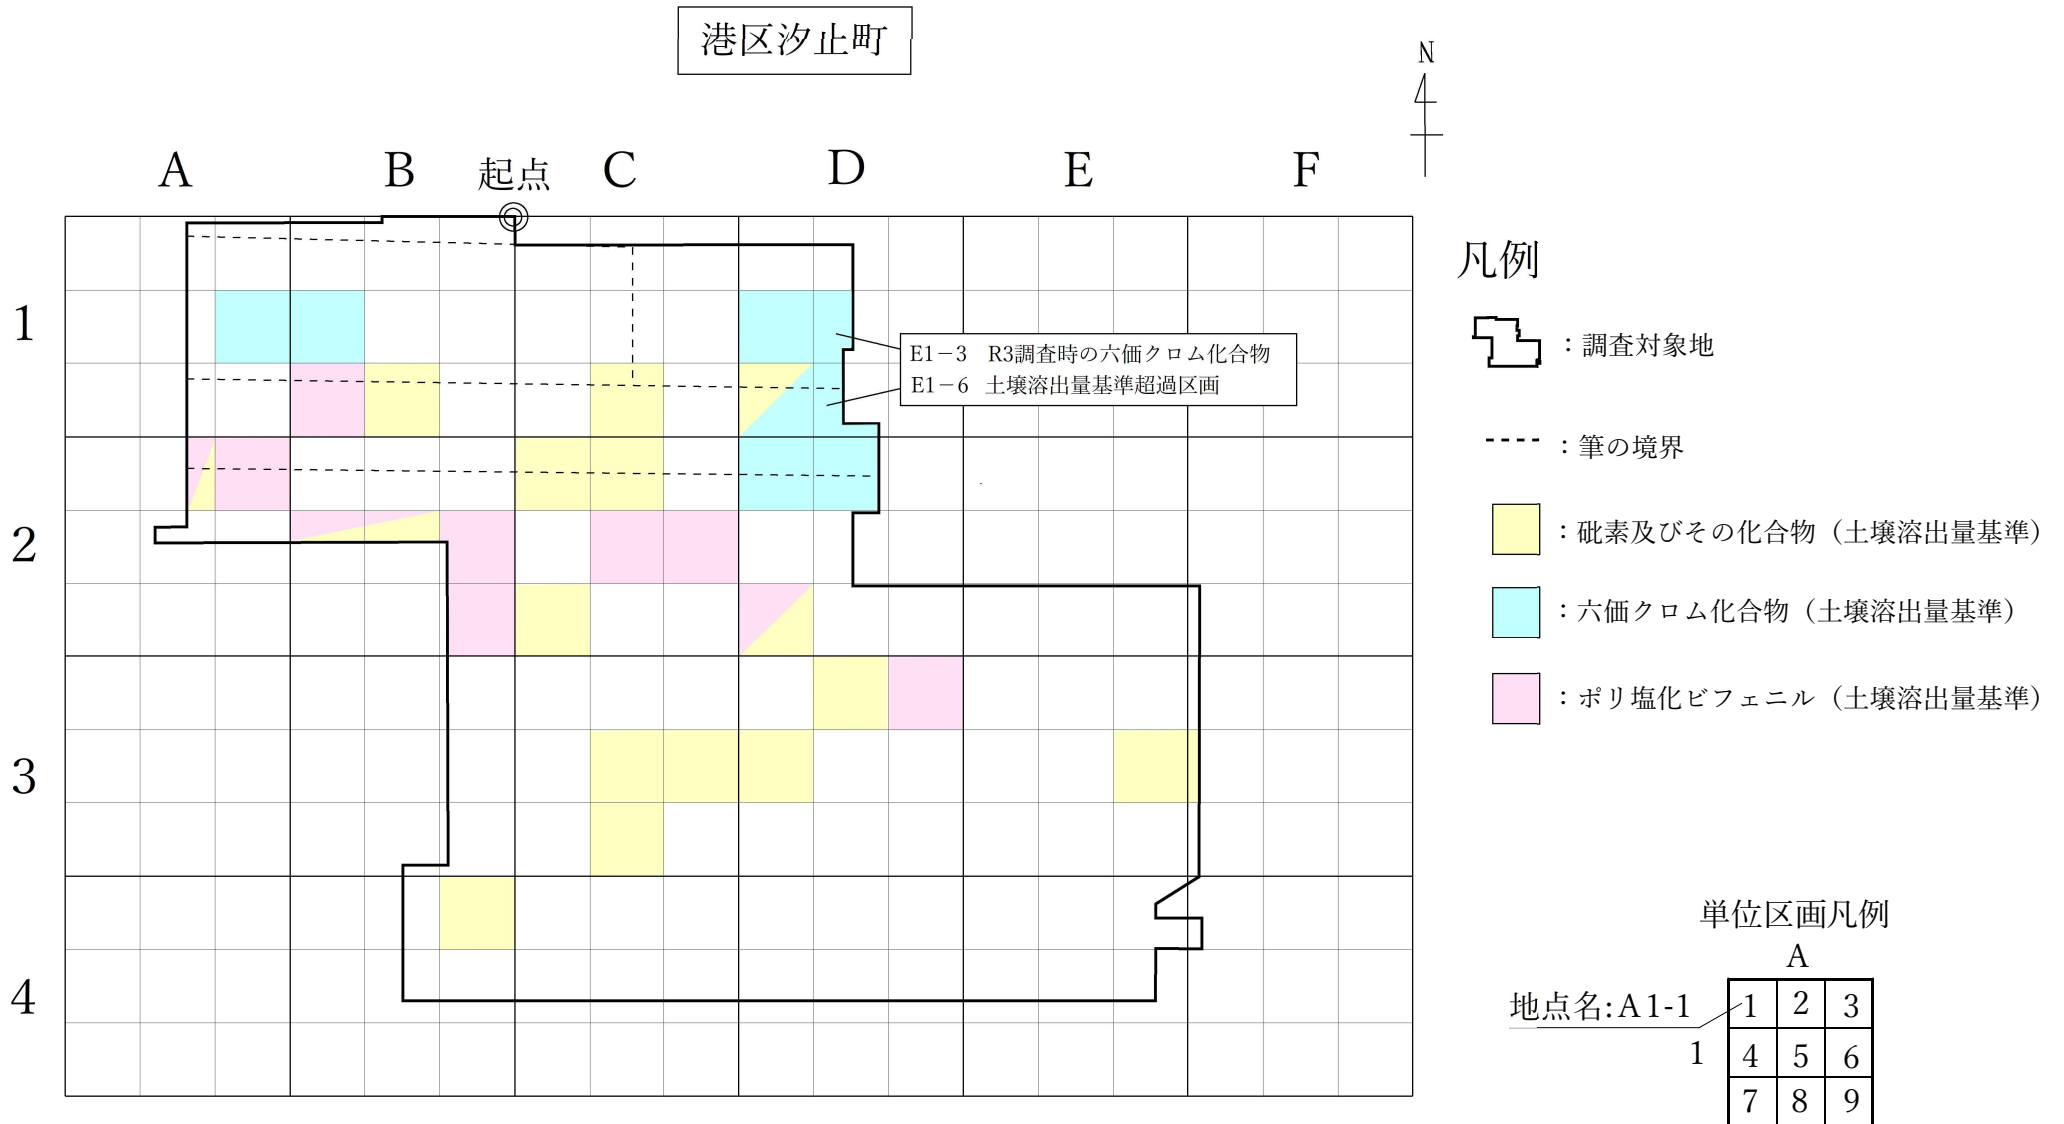 港区汐止町
N
A B 起点 C D E F
1
2
3
4
E1−3 R3調査時の六価クロム化合物
E1−6 土壌溶出量基準超過区画
凡例
：調査対象地
：筆の境界
：砒素及びその化合物（土壌溶出量基準）
：六価クロム化合物（土壌溶出量基準）
：ポリ塩化ビフェニル（土壌溶出量基準）
単位区画凡例
A
地点名:A1-1
1
1 2 3
4 5 6
7 8 9